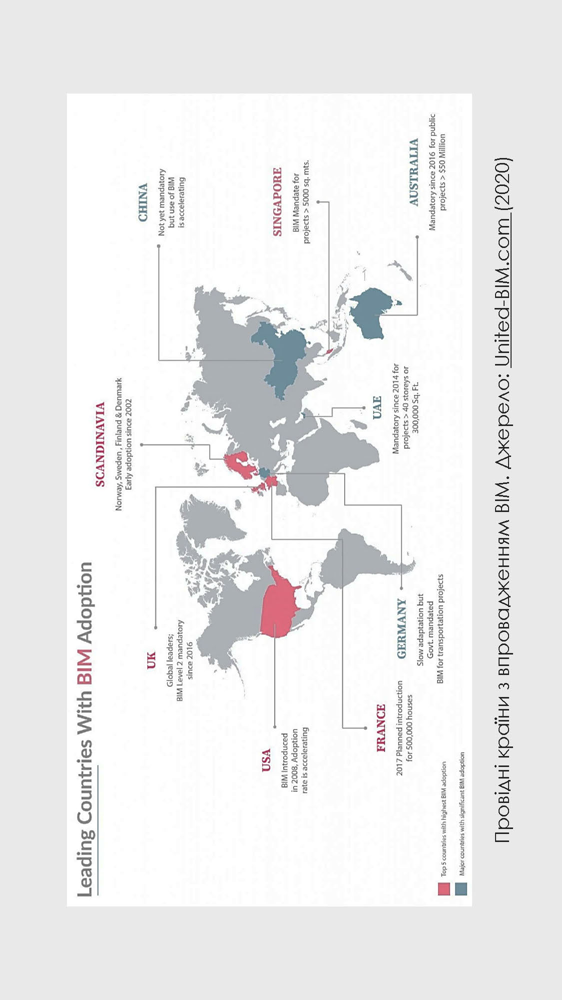 Leading Countries With BIM Adoption
SCANDINAVIA
Norway, Sweden , Finland & Denmark
Early adoption since 2002
CHINA
Not yet mandatory
but use of BIM
is accelerating
UK
Global leaders;
BIM Level 2 mandatory
since 2016
USA
BIM Introduced
in 2008, Adoption
rate is accelerating
SINGAPORE
BIM Mandate for
projects > 5000 sq. mts.
FRANCE
2017 Planned introduction
for 500,000 houses
GERMANY
Slow adaptation but
Govt. mandated
BIM for transportation projects
UAE
Mandatory since 2014 for
projects > 40 storeys or
300,000 Sq. Ft.
AUSTRALIA
Mandatory since 2016 for public
projects > $50 Million
Top 5 countries with highest BIM adoption
Major countries with significant BIM adoption
Провідні країни з впровадженням BIM. Джерело: United-BIM.com (2020)